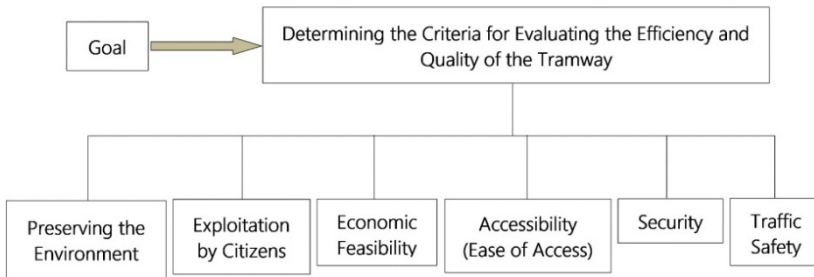 Goal
Determining the Criteria for Evaluating the Efficiency and
Quality of the Tramway
Preserving the
Environment
Exploitation
by Citizens
Economic
Feasibility
Accessibility
(Ease of Access)
Security
Traffic
Safety